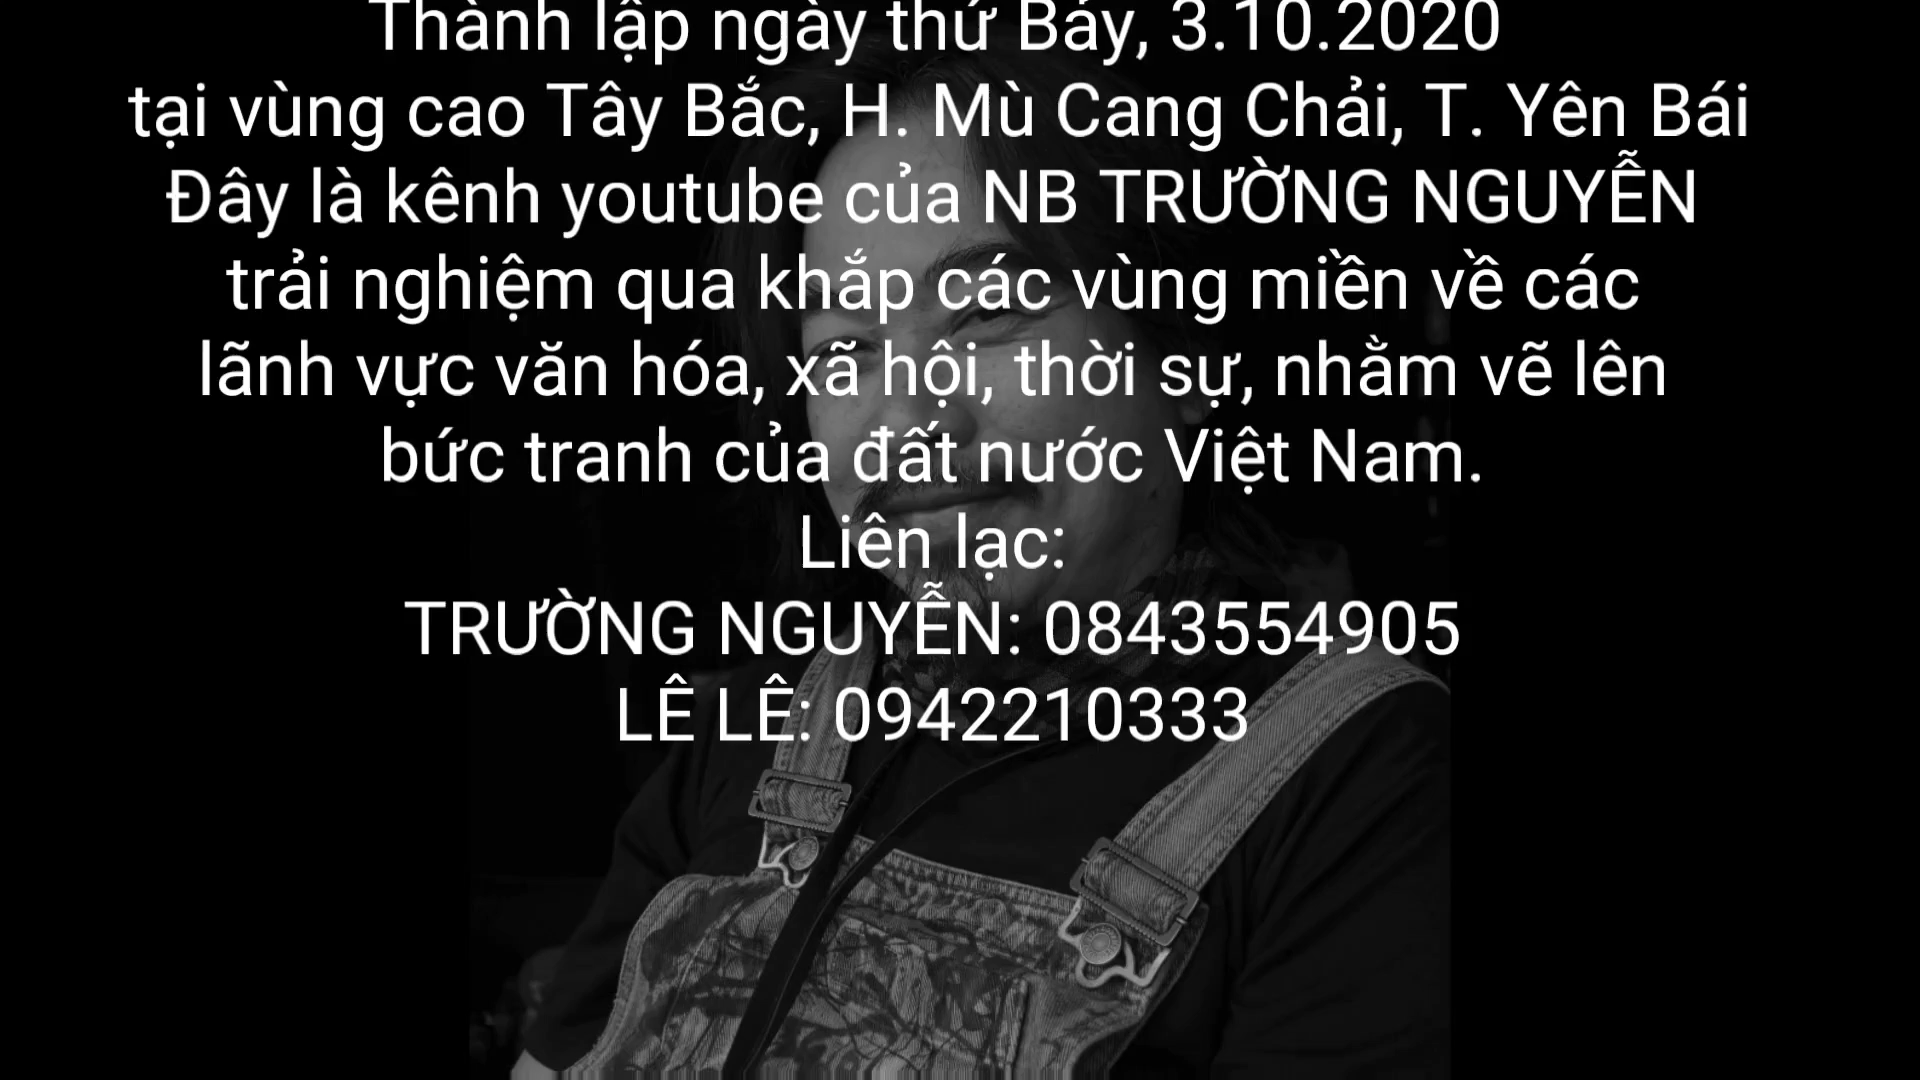 Thành lập ngày thứ Bảy, 3.10.2020
tại vùng cao Tây Bắc, H. Mù Cang Chải, T. Yên Bái
Đây là kênh youtube của NB TRƯỜNG NGUYỄN
trải nghiệm qua khắp các vùng miền về các
lãnh vực văn hóa, xã hội, thời sự, nhằm vẽ lên
bức tranh của đất nước Việt Nam.
Liên lạc:
TRƯỜNG NGUYỄN: 0843554905
LÊ LÊ: 0942210333